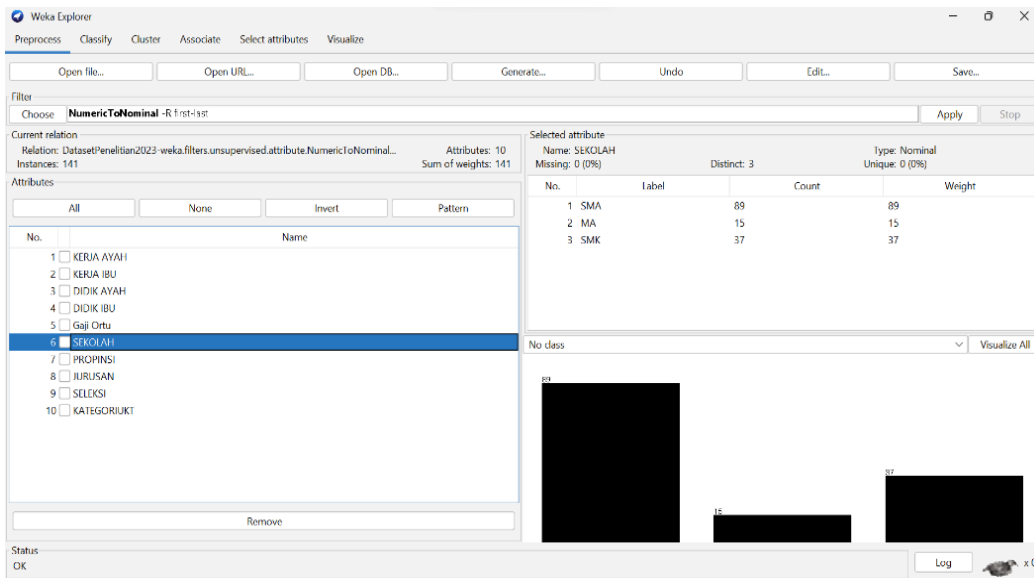 Weka Explorer
Preprocess Classify Cluster Associate Select attributes Visualize
Open file... Open URL... Open DB... Generate... Undo Edit... Save...
Filter
Choose NumericToNominal -R first-last Apply Stop
Current relation
Relation: DatasetPenelitian2023-weka.filters.unsupervised.attribute.NumericToNominal... Attributes: 10
Instances: 141 Sum of weights: 141
Attributes
All None Invert Pattern
No. Name
1 KERJA AYAH
2 KERJA IBU
3 DIDIK AYAH
4 DIDIK IBU
5 Gaji Ortu
6 SEKOLAH
7 PROPINSI
8 JURUSAN
9 SELEKSI
10 KATEGORIUKT
Remove
Selected attribute
Name: SEKOLAH Type: Nominal
Missing: 0 (0%) Distinct: 3 Unique: 0 (0%)
No. Label Count Weight
1 SMA 89 89
2 MA 15 15
3 SMK 37 37
No class Visualize All
89
15
37
Status
OK
Log x 0